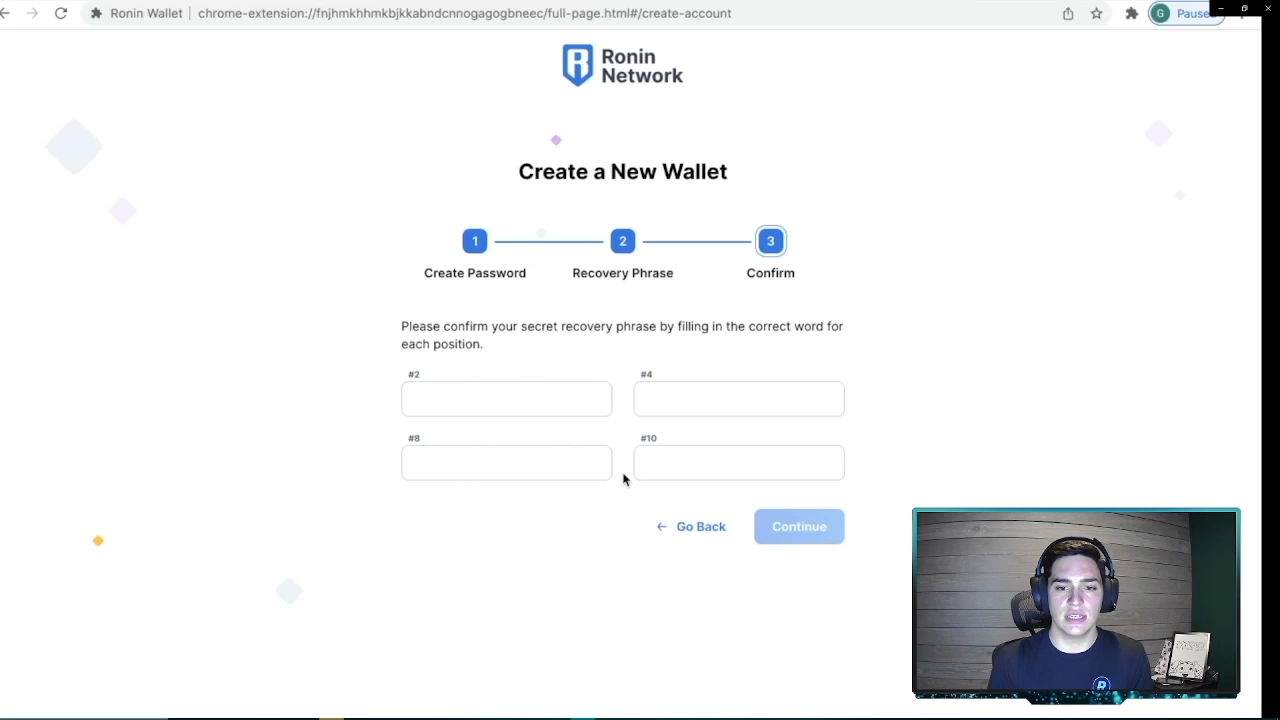 Ronin Wallet
chrome-extension://fnjhmkhhmkbjkkabndcnnogagogbneec/full-page.html#/create-account
G
Paused
Ronin
Network
Create a New Wallet
1
2
3
Create Password
Recovery Phrase
Confirm
Please confirm your secret recovery phrase by filling in the correct word for
each position.
#2
#4
#8
#10
← Go Back
Continue